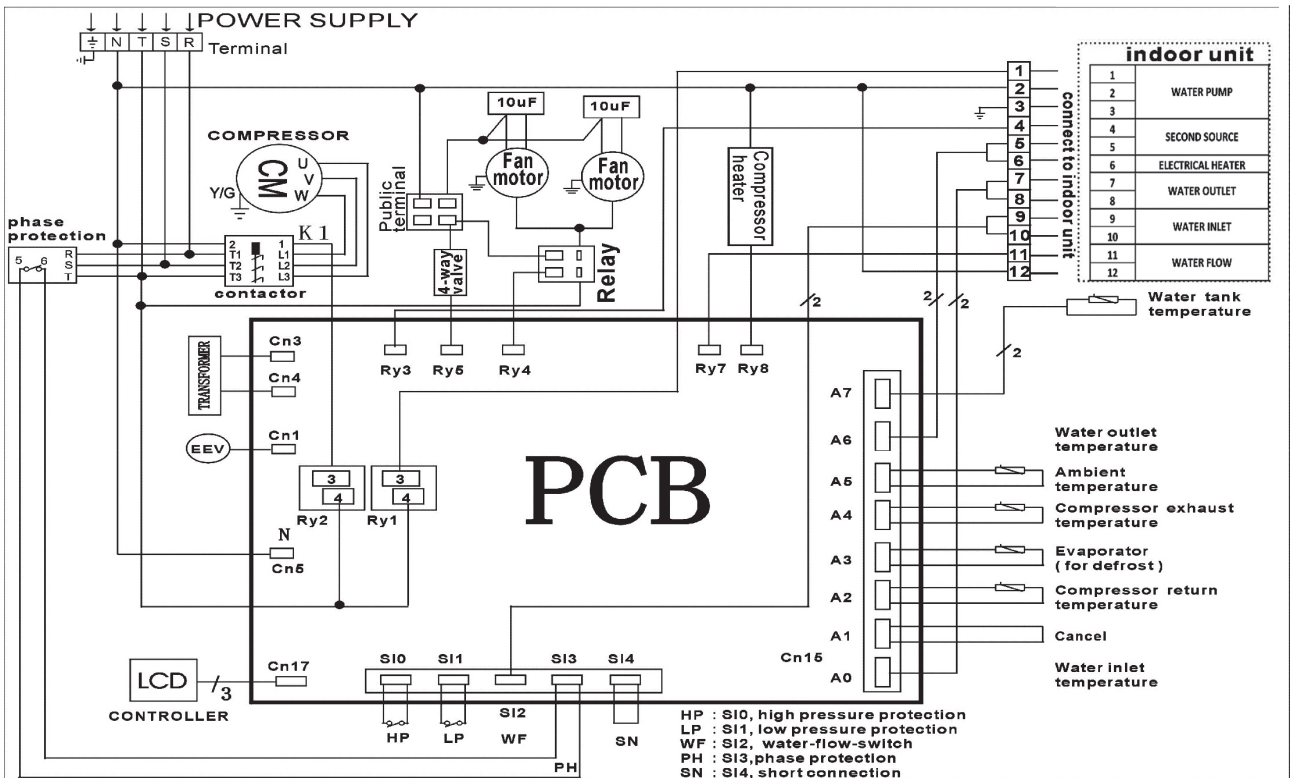 POWER SUPPLY
N T S R
Terminal
COMPRESSOR
CM
U
V
W
Y/G
phase
protection
5 6
R
S
T
K 1
2 1
T1 L1
T2 L2
T3 L3
contactor
10uF
10uF
Fan
motor
Fan
motor
Public
terminal
4-way
valve
Relay
Compressor
heater
1
2
3
4
5
6
7
8
9
10
11
12
connect to indoor unit
indoor unit
1
2 WATER PUMP
3
4 SECOND SOURCE
5
6 ELECTRICAL HEATER
7 WATER OUTLET
8
9 WATER INLET
10
11 WATER FLOW
12
2
2
2
2
Water tank
temperature
TRANSFORMER
Cn3
Cn4
EEV
Cn1
Ry3
Ry5
Ry4
Ry7
Ry8
3
4
Ry2
3
4
Ry1
N
Cn5
PCB
A7
A6
A5
A4
A3
A2
A1
A0
Cn15
Water outlet
temperature
Ambient
temperature
Compressor exhaust
temperature
Evaporator
( for defrost )
Compressor return
temperature
Cancel
Water inlet
temperature
LCD
3
CONTROLLER
Cn17
SI0 SI1 SI3 SI4
SI2
HP LP WF SN
PH
HP : SI0, high pressure protection
LP : SI1, low pressure protection
WF : SI2, water-flow-switch
PH : SI3,phase protection
SN : SI4, short connection